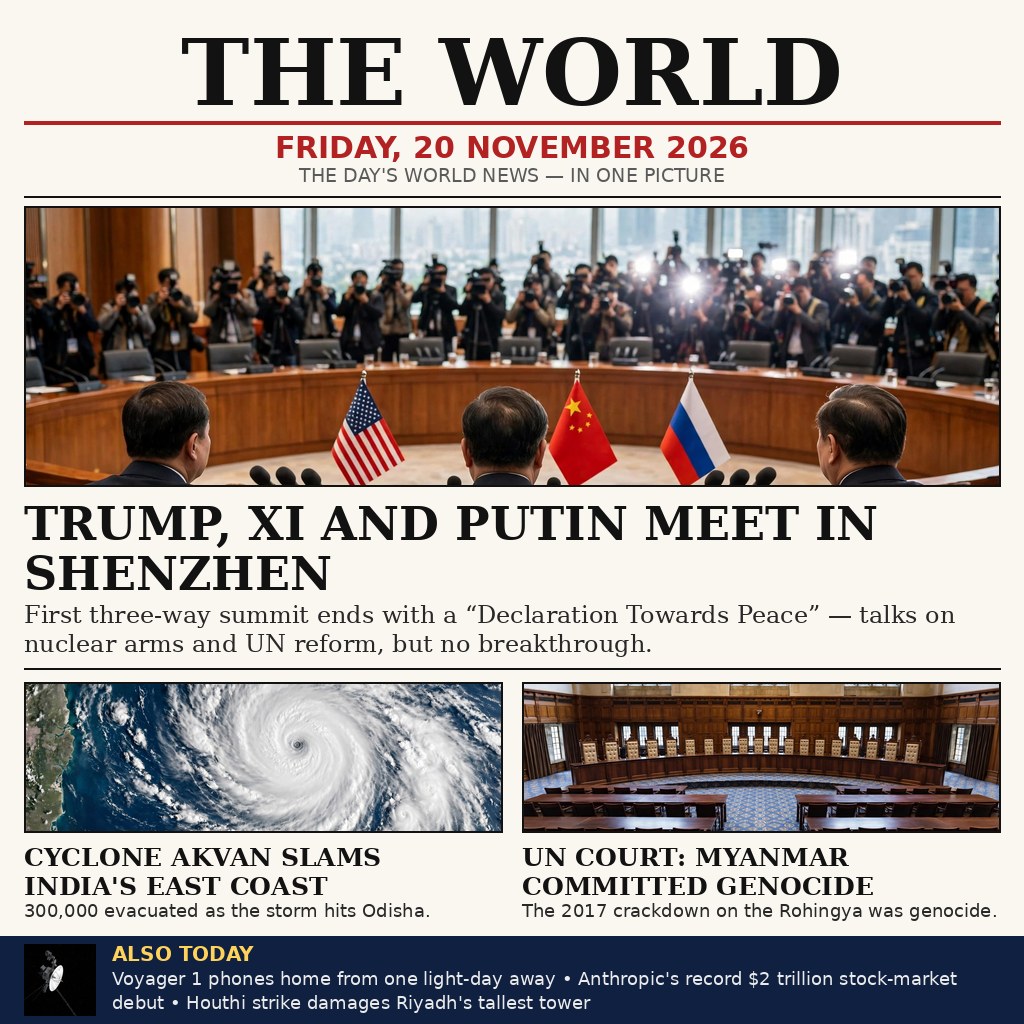 THE WORLD
FRIDAY, 20 NOVEMBER 2026
THE DAY'S WORLD NEWS — IN ONE PICTURE
TRUMP, XI AND PUTIN MEET IN
SHENZHEN
First three-way summit ends with a “Declaration Towards Peace” — talks on
nuclear arms and UN reform, but no breakthrough.
CYCLONE AKVAN SLAMS
INDIA'S EAST COAST
300,000 evacuated as the storm hits Odisha.
UN COURT: MYANMAR
COMMITTED GENOCIDE
The 2017 crackdown on the Rohingya was genocide.
ALSO TODAY
Voyager 1 phones home from one light-day away • Anthropic's record $2 trillion stock-market
debut • Houthi strike damages Riyadh's tallest tower